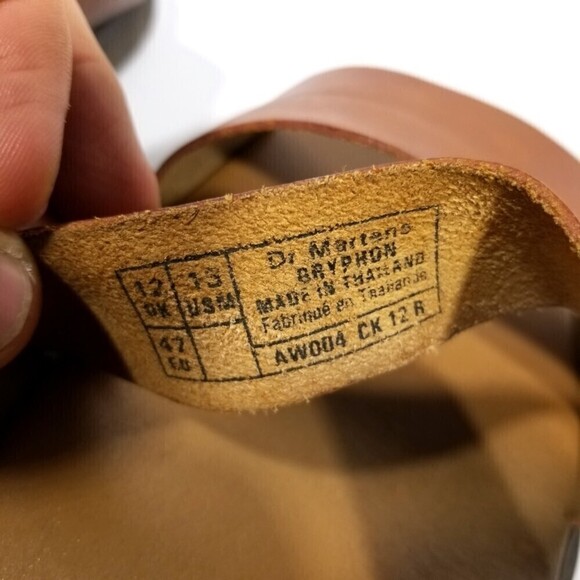 12 13
UK USM
47
EU
Dr Martens
GRYPHON
MADE IN THAILAND
Fabriqué en Thaïlande
AW004 CK 12 R